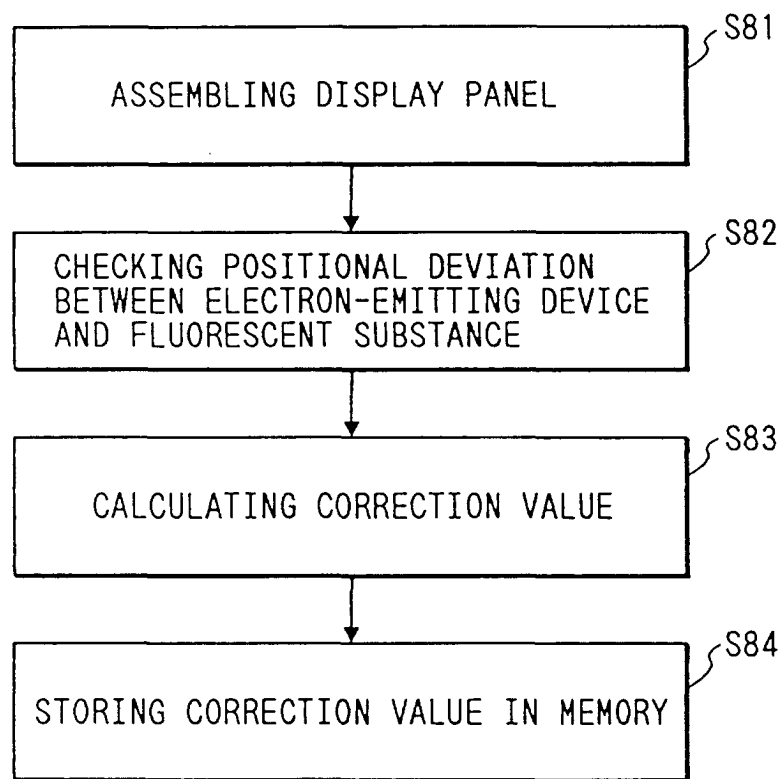 S81
ASSEMBLING DISPLAY PANEL
S82
CHECKING POSITIONAL DEVIATION
BETWEEN ELECTRON-EMITTING DEVICE
AND FLUORESCENT SUBSTANCE
S83
CALCULATING CORRECTION VALUE
S84
STORING CORRECTION VALUE IN MEMORY